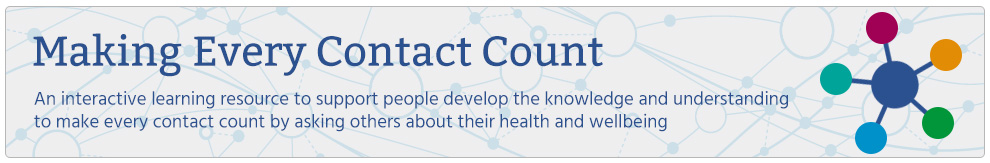 Making Every Contact Count
An interactive learning resource to support people develop the knowledge and understanding
to make every contact count by asking others about their health and wellbeing